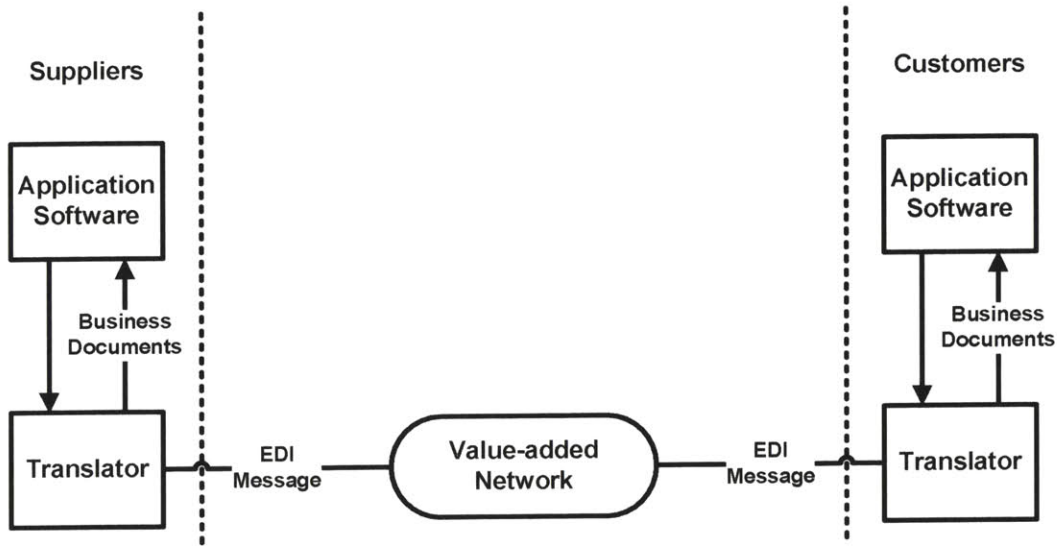 Suppliers
Customers
Application
Software
Application
Software
Business
Documents
Business
Documents
Translator
EDI
Message
Value-added
Network
EDI
Message
Translator